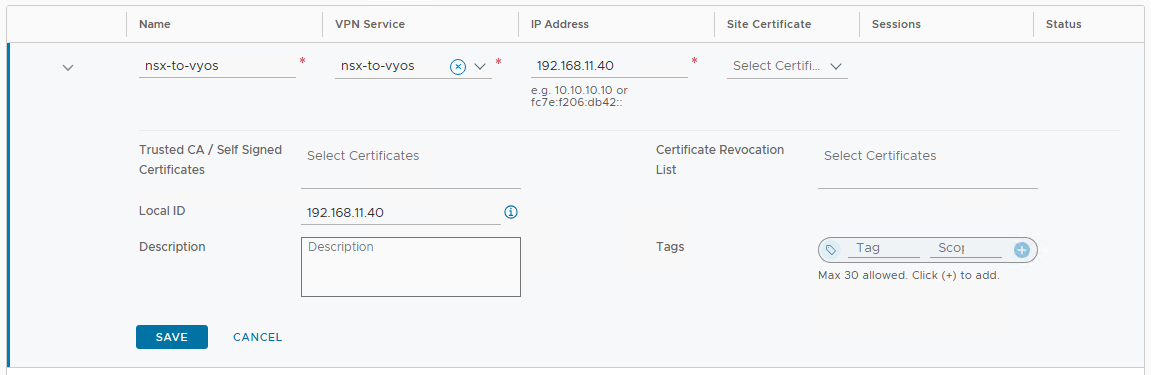 Name VPN Service IP Address Site Certificate Sessions Status
nsx-to-vyos * nsx-to-vyos * 192.168.11.40 * Select Certifi...
e.g. 10.10.10.10 or
fc7e:f206:db42::
Trusted CA / Self Signed
Certificates
Select Certificates
Certificate Revocation
List
Select Certificates
Local ID
192.168.11.40
Description
Description
Tags
Tag
Scop
Max 30 allowed. Click (+) to add.
SAVE
CANCEL